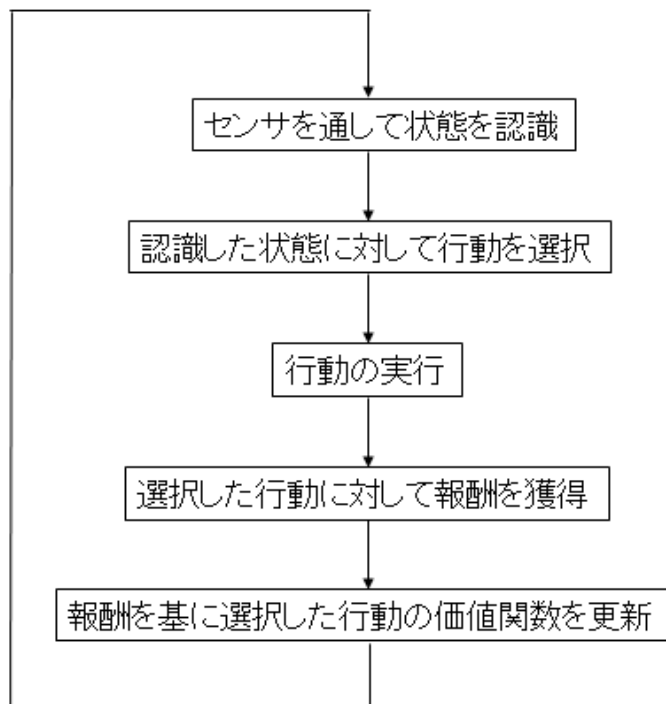 センサを通して状態を認識
認識した状態に対して行動を選択
行動の実行
選択した行動に対して報酬を獲得
報酬を基に選択した行動の価値関数を更新